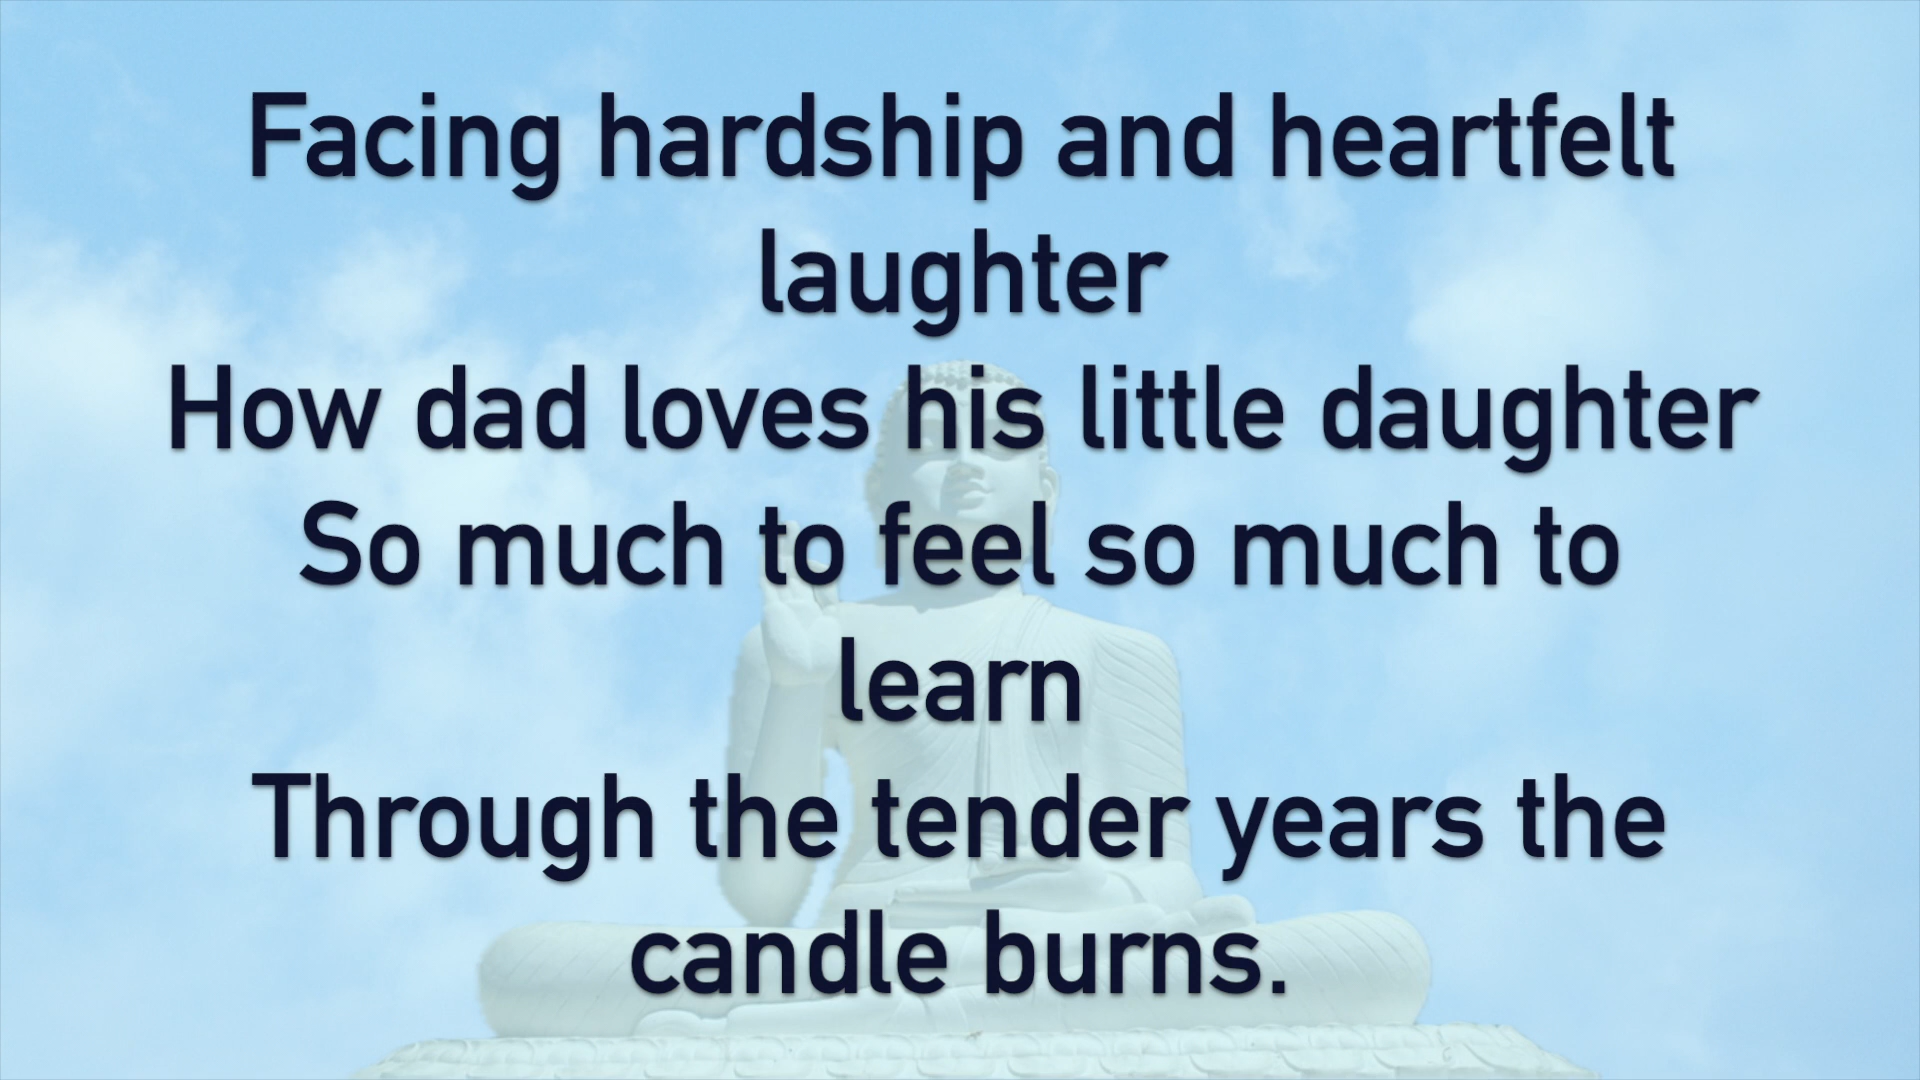 Facing hardship and heartfelt
laughter
How dad loves his little daughter
So much to feel so much to
learn
Through the tender years the
candle burns.